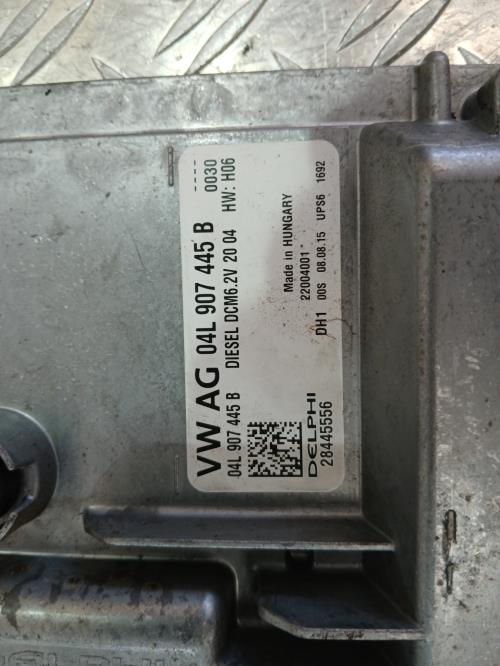 VW AG 04L 907 445 B ----
04L 907 445 B 0030
DIESEL DCM6.2V 20 04 HW: H06
Made in HUNGARY
22004001 *
DH1 00S 08.08.15 UPS6 1692
DELPHI
28445556